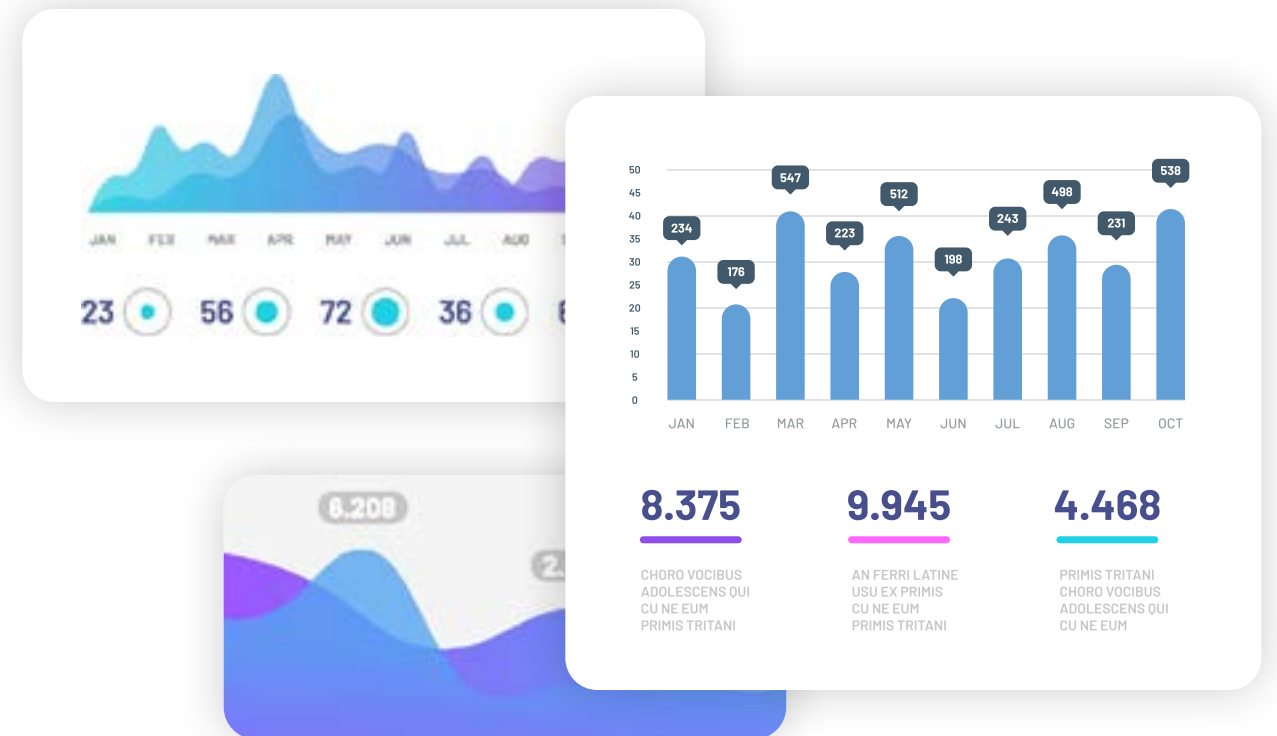 JAN FEB MAR APR MAY JUN JUL AUG
23 56 72 36
50
45
40
35
30
25
20
15
10
5
0
234 176 547 223 512 198 243 498 231 538
JAN FEB MAR APR MAY JUN JUL AUG SEP OCT
8.375 9.945 4.468
CHORO VOCIBUS
ADOLESCENS QUI
CU NE EUM
PRIMIS TRITANI
AN FERRI LATINE
USU EX PRIMIS
CU NE EUM
PRIMIS TRITANI
PRIMIS TRITANI
CHORO VOCIBUS
ADOLESCENS QUI
CU NE EUM